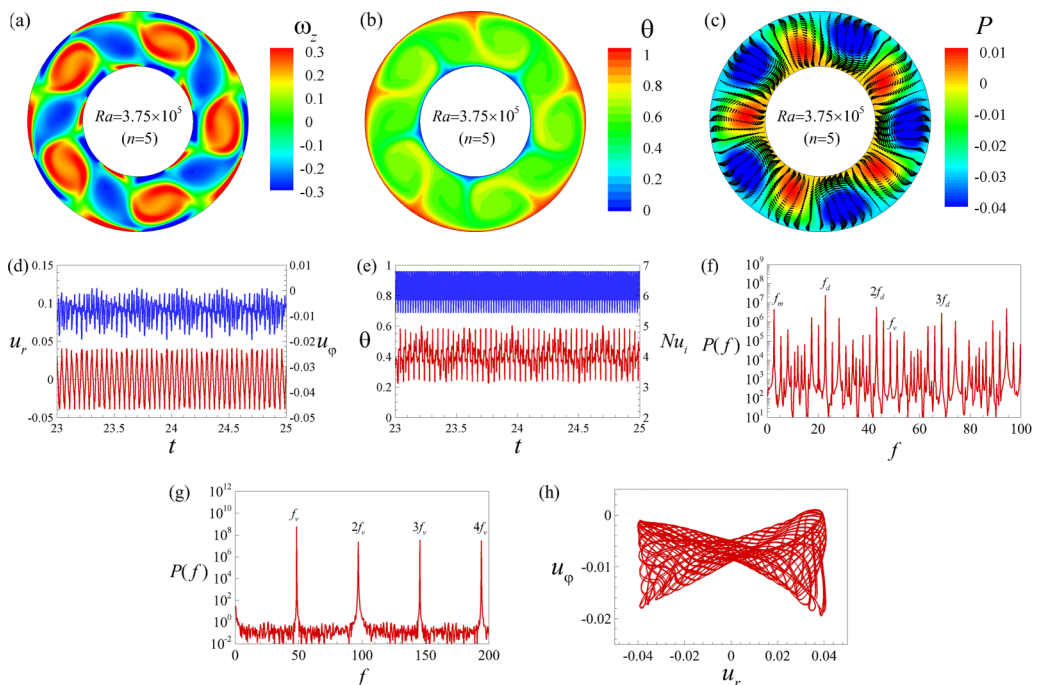 (a)
ω_z
0.3
0.2
0.1
0
-0.1
-0.2
-0.3
Ra=3.75×10^5
(n=5)
(b)
θ
1
0.8
0.6
0.4
0.2
0
Ra=3.75×10^5
(n=5)
(c)
P
0.01
0
-0.01
-0.02
-0.03
-0.04
Ra=3.75×10^5
(n=5)
(d)
0.15
0.1
0.05
0
-0.05
u_r
0.01
0
-0.01
-0.02
-0.03
-0.04
-0.05
u_φ
23 23.5 24 24.5 25
t
(e)
1
0.8
0.6
0.4
0.2
0
θ
7
6
5
4
3
2
Nu_i
23 23.5 24 24.5 25
t
(f)
10^9
10^8
10^7
10^6
10^5
10^4
10^3
10^2
10^1
P(f)
f_m
f_d
2f_d
f_v
3f_d
0 20 40 60 80 100
f
(g)
10^12
10^10
10^8
10^6
10^4
10^2
10^0
10^-2
P(f)
f_v
2f_v
3f_v
4f_v
0 50 100 150 200
f
(h)
0
-0.01
-0.02
u_φ
-0.04 -0.02 0 0.02 0.04
u_r